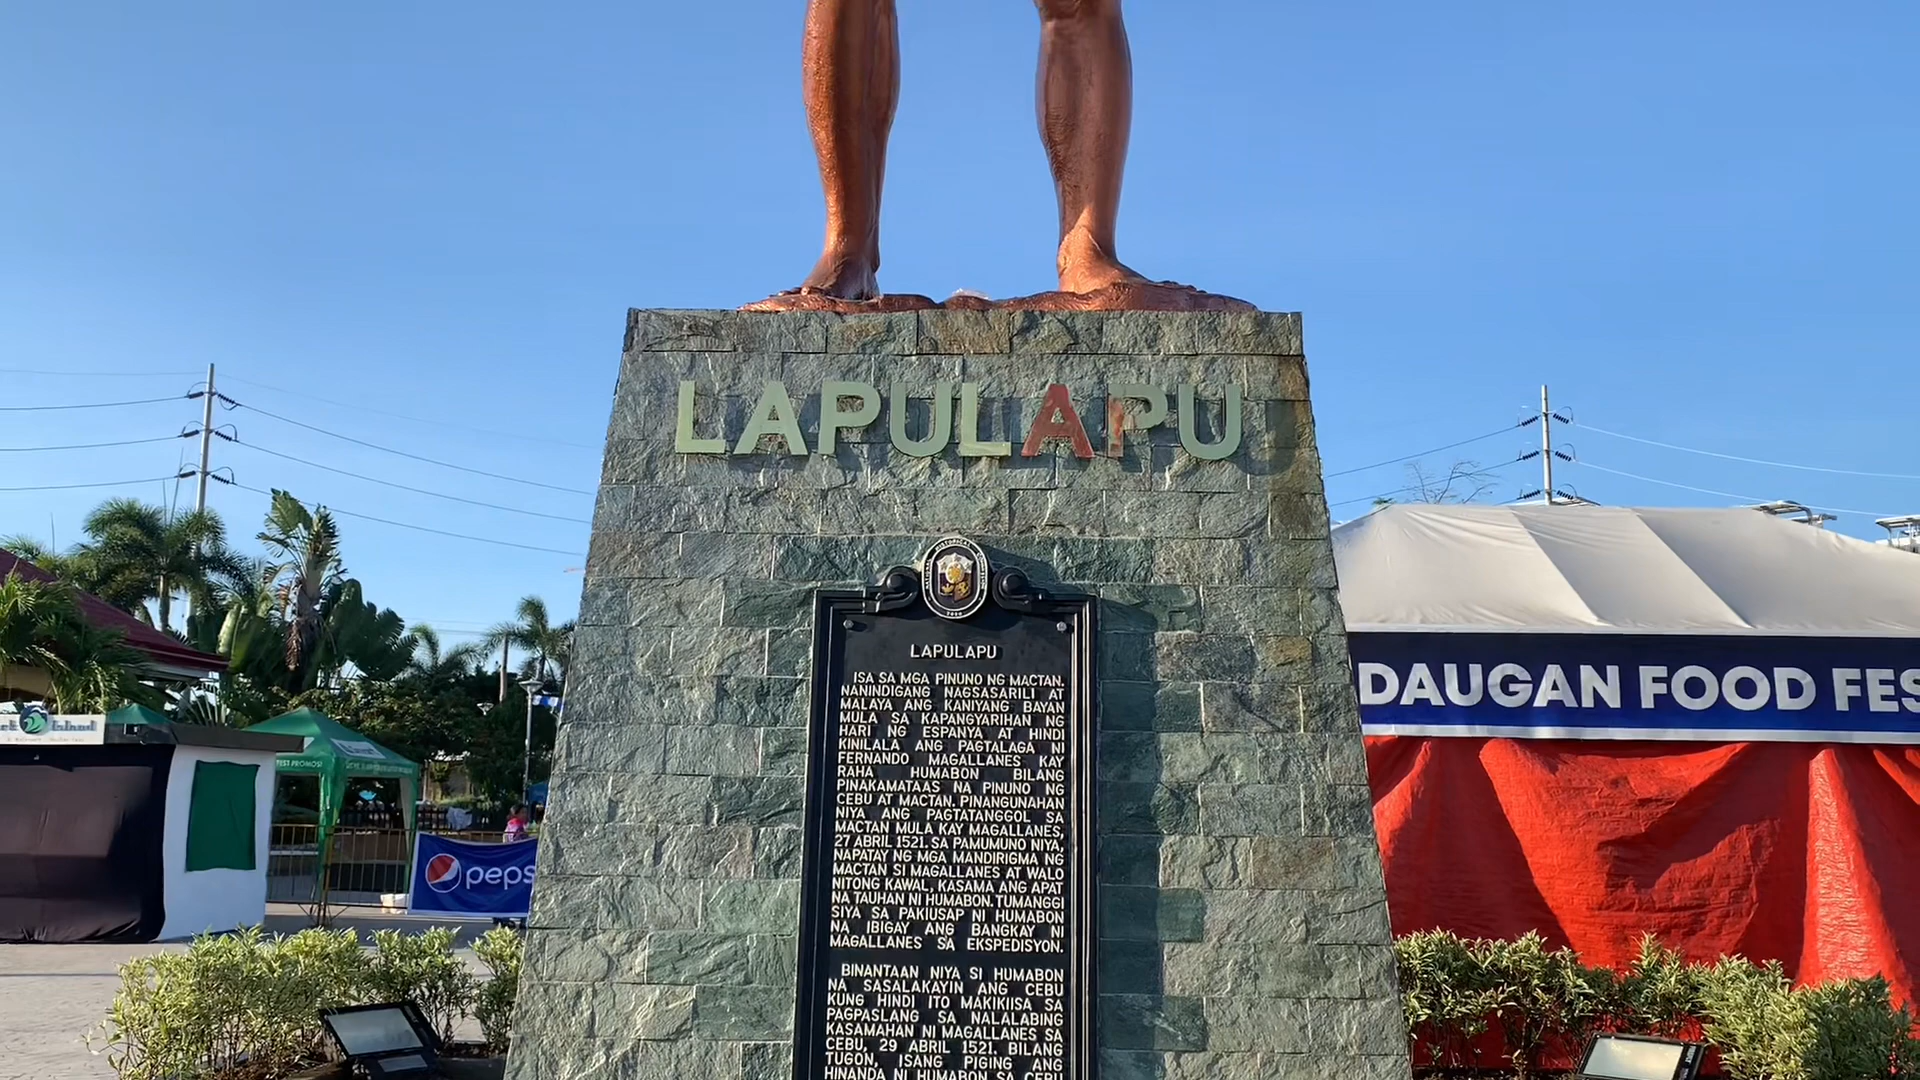 LAPULAPU
LAPULAPU
ISA SA MGA PINUNO NG MACTAN.
NANINDIGANG NAGSASARILI AT
MALAYA ANG KANIYANG BAYAN
MULA SA KAPANGYARIHAN NG
HARI NG ESPANYA AT HINDI
KINILALA ANG PAGTALAGA NI
FERNANDO MAGALLANES KAY
RAHA HUMABON BILANG
PINAKAMATAAS NA PINUNO NG
CEBU AT MACTAN. PINANGUNAHAN
NIYA ANG PAGTATANGGOL SA
MACTAN MULA KAY MAGALLANES,
27 ABRIL 1521. SA PAMUMUNO NIYA,
NAPATAY NG MGA MANDIRIGMA NG
MACTAN SI MAGALLANES AT WALO
NITONG KAWAL, KASAMA ANG APAT
NA TAUHAN NI HUMABON. TUMANGGI
SIYA SA PAKIUSAP NI HUMABON
NA IBIGAY ANG BANGKAY NI
MAGALLANES SA EKSPEDISYON.
BINANTAAN NIYA SI HUMABON
NA SASALAKAYIN ANG CEBU
KUNG HINDI ITO MAKIKIISA SA
PAGPASLANG SA NALALABING
KASAMAHAN NI MAGALLANES SA
CEBU, 29 ABRIL 1521. BILANG
TUGON, ISANG PIGING ANG
HINANDA NI HUMABON SA CEBU
DAUGAN FOOD FES
peps
Island